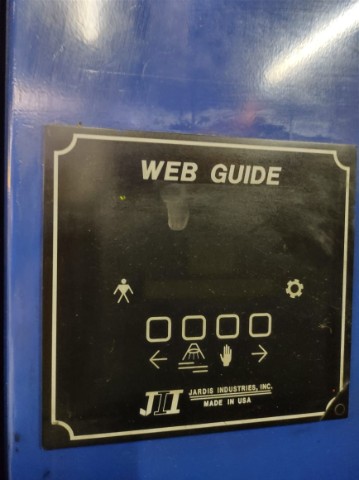 WEB GUIDE
JARDIS INDUSTRIES, INC.
JII
MADE IN USA